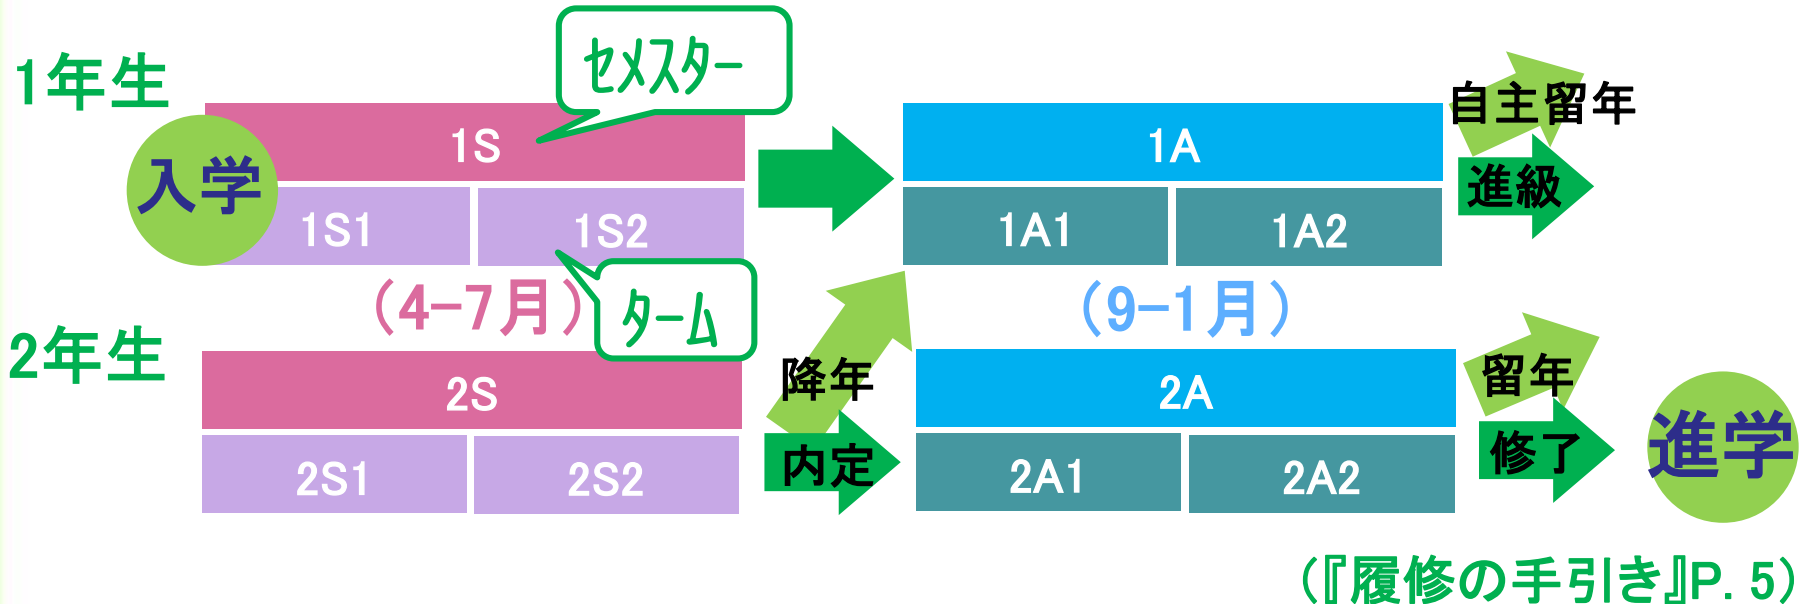 1年生
セメスター
入学
1S
1A
自主留年
進級
1S1
1S2
1A1
1A2
(4-7月)
ターム
(9-1月)
2年生
2S
降年
2A
留年
内定
修了
進学
2S1
2S2
2A1
2A2
(『履修の手引き』P. 5)